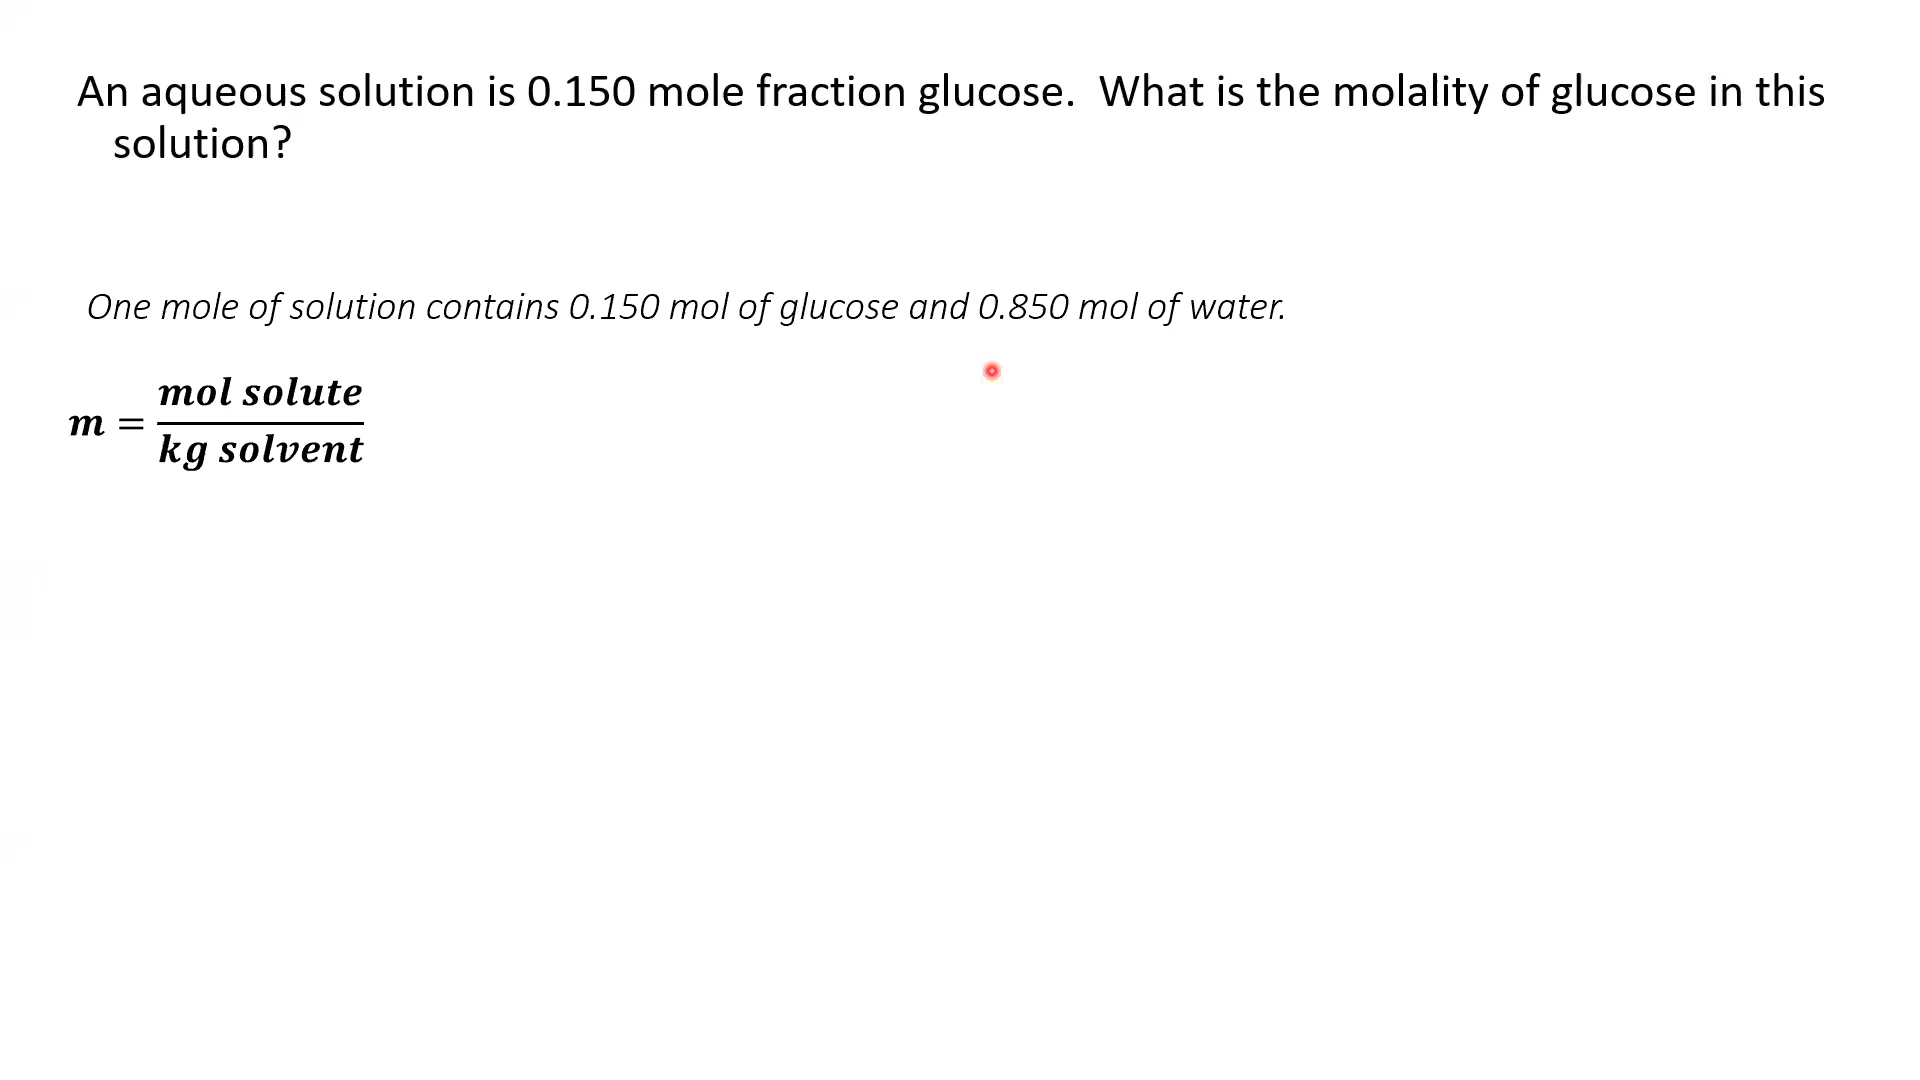 An aqueous solution is 0.150 mole fraction glucose.  What is the molality of glucose in this
solution?
One mole of solution contains 0.150 mol of glucose and 0.850 mol of water.
m = mol solute
kg solvent